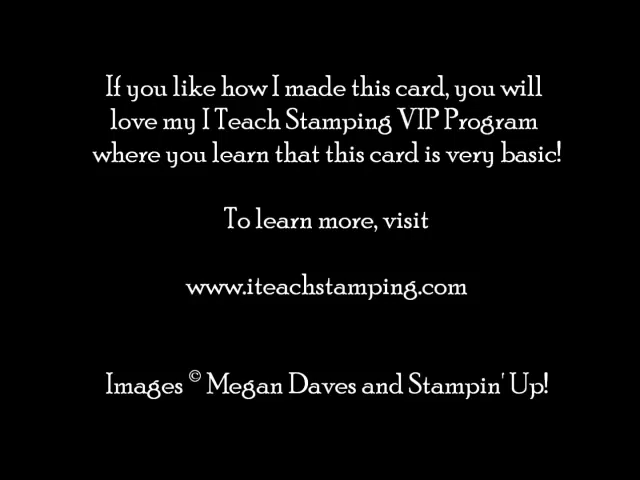 If you like how I made this card, you will
love my I Teach Stamping VIP Program
where you learn that this card is very basic!
To learn more, visit
www.iteachstamping.com
Images © Megan Daves and Stampin' Up!